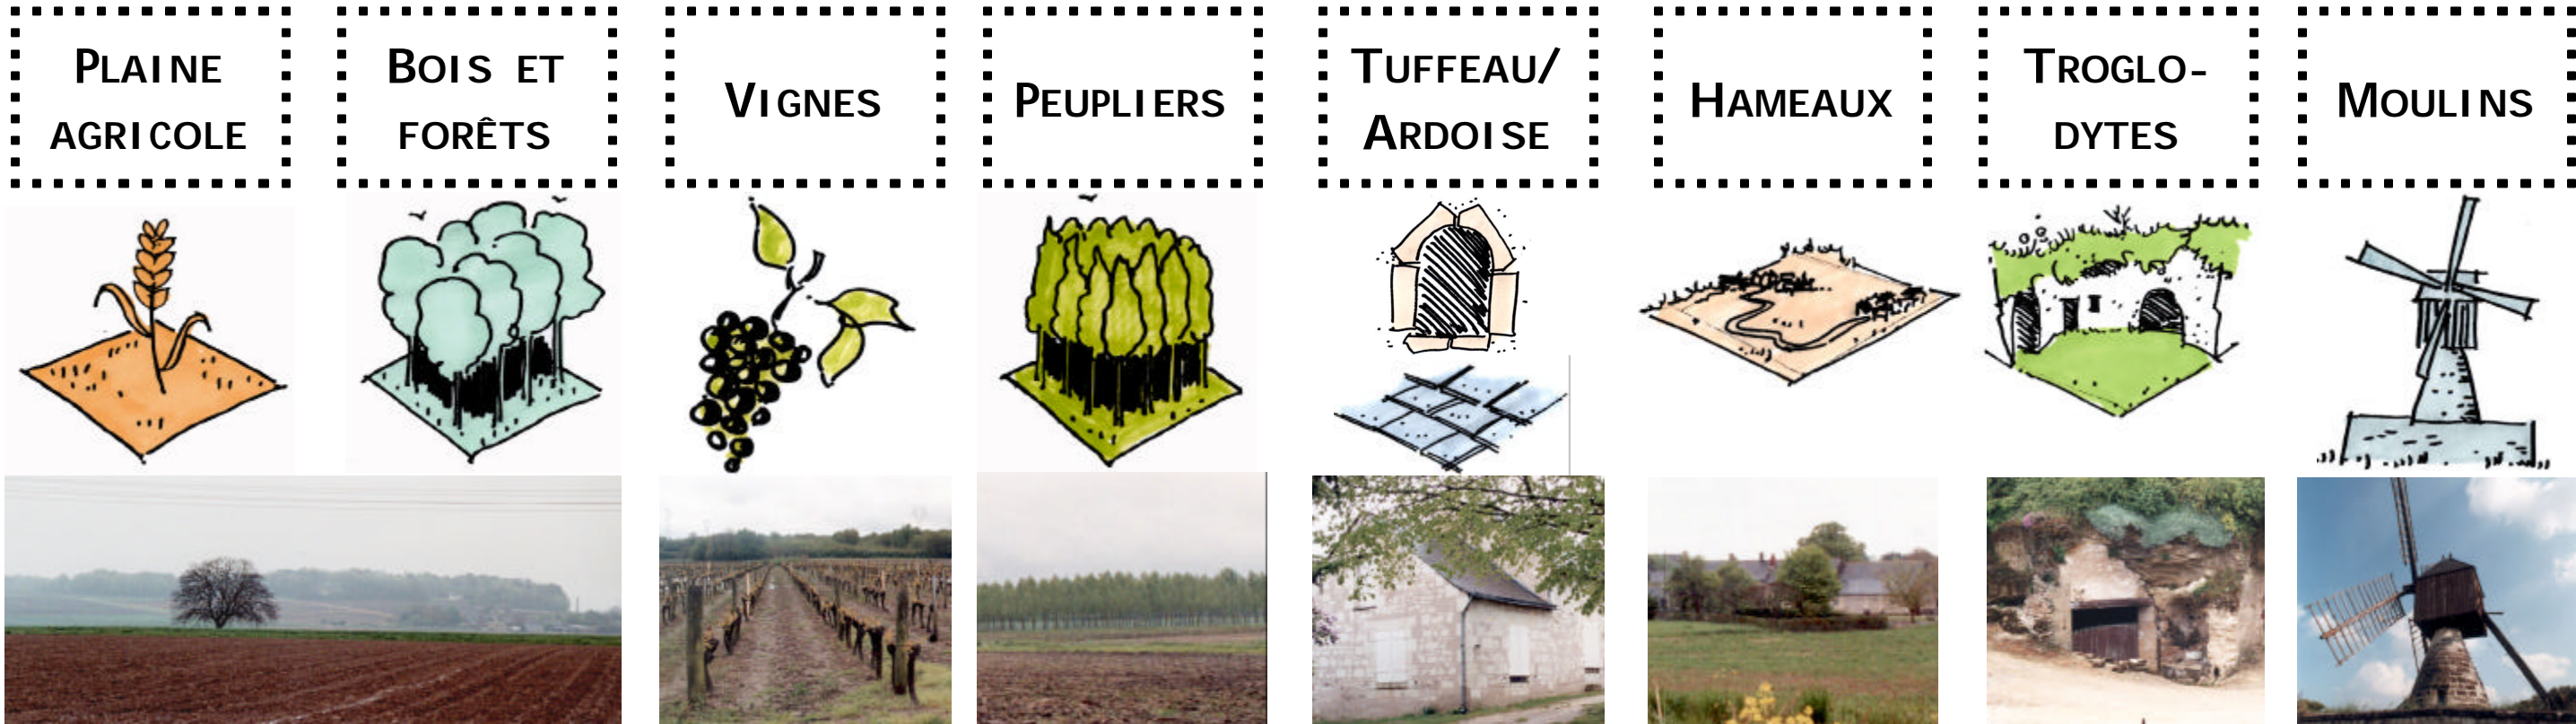 PLAINE
AGRICOLE
BOIS ET
FORÊTS
VIGNES
PEUPLIERS
TUFFEAU/
ARDOISE
HAMEAUX
TROGLO-
DYTES
MOULINS